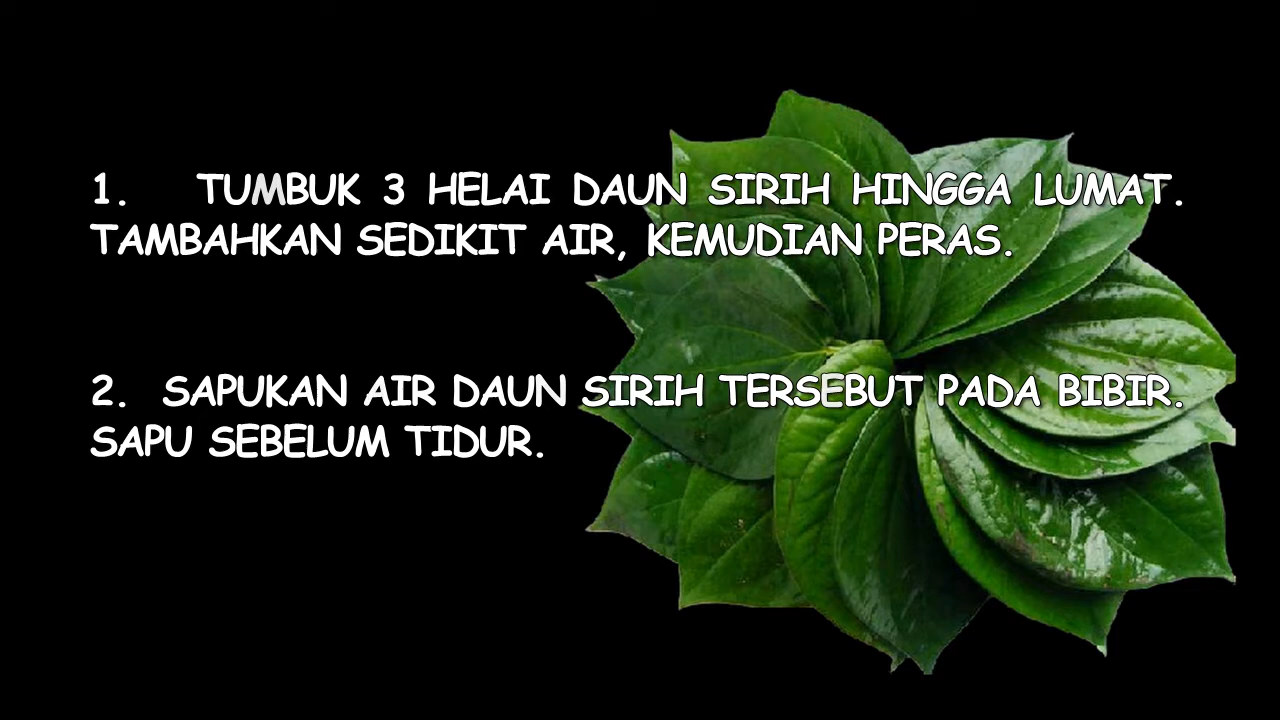 1. TUMBUK 3 HELAI DAUN SIRIH HINGGA LUMAT.
TAMBAHKAN SEDIKIT AIR, KEMUDIAN PERAS.
2. SAPUKAN AIR DAUN SIRIH TERSEBUT PADA BIBIR.
SAPU SEBELUM TIDUR.